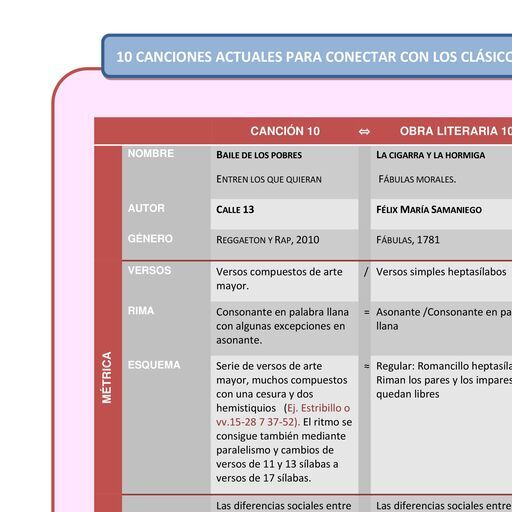 10 CANCIONES ACTUALES PARA CONECTAR CON LOS CLÁSICO
CANCIÓN 10 ⇔ OBRA LITERARIA 10
NOMBRE BAILE DE LOS POBRES LA CIGARRA Y LA HORMIGA
ENTREN LOS QUE QUIERAN FÁBULAS MORALES.
AUTOR CALLE 13 FÉLIX MARÍA SAMANIEGO
GÉNERO REGGAETON Y RAP, 2010 FÁBULAS, 1781
MÉTRICA
VERSOS Versos compuestos de arte / Versos simples heptasílabos
mayor.
RIMA Consonante en palabra llana = Asonante /Consonante en pa
con algunas excepciones en llana
asonante.
ESQUEMA Serie de versos de arte ≈ Regular: Romancillo heptasíla
mayor, muchos compuestos Riman los pares y los impares
con una cesura y dos quedan libres
hemistiquios (Ej. Estribillo o
vv.15-28 7 37-52). El ritmo se
consigue también mediante
paralelismo y cambios de
versos de 11 y 13 sílabas a
versos de 17 sílabas.
Las diferencias sociales entre Las diferencias sociales entre